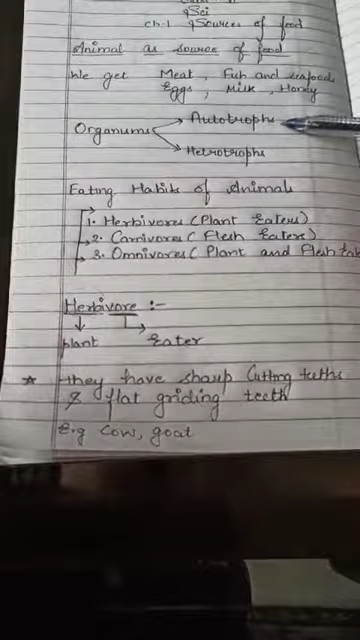 Sci
Ch-1 Sources of food
Animal as source of food
We get Meat, Fish and seafoods
Eggs, Milk, Honey
Organisms
Autotrophs
Hetrotrophs
Eating Habits of Animals
1. Herbivores (Plant Eaters)
2. Carnivores (Flesh Eaters)
3. Omnivores (Plant and Flesh
Herbivore :-
plant Eater
* they have sharp Cutting teeths
& flat griding teeth
E.g Cow, goat